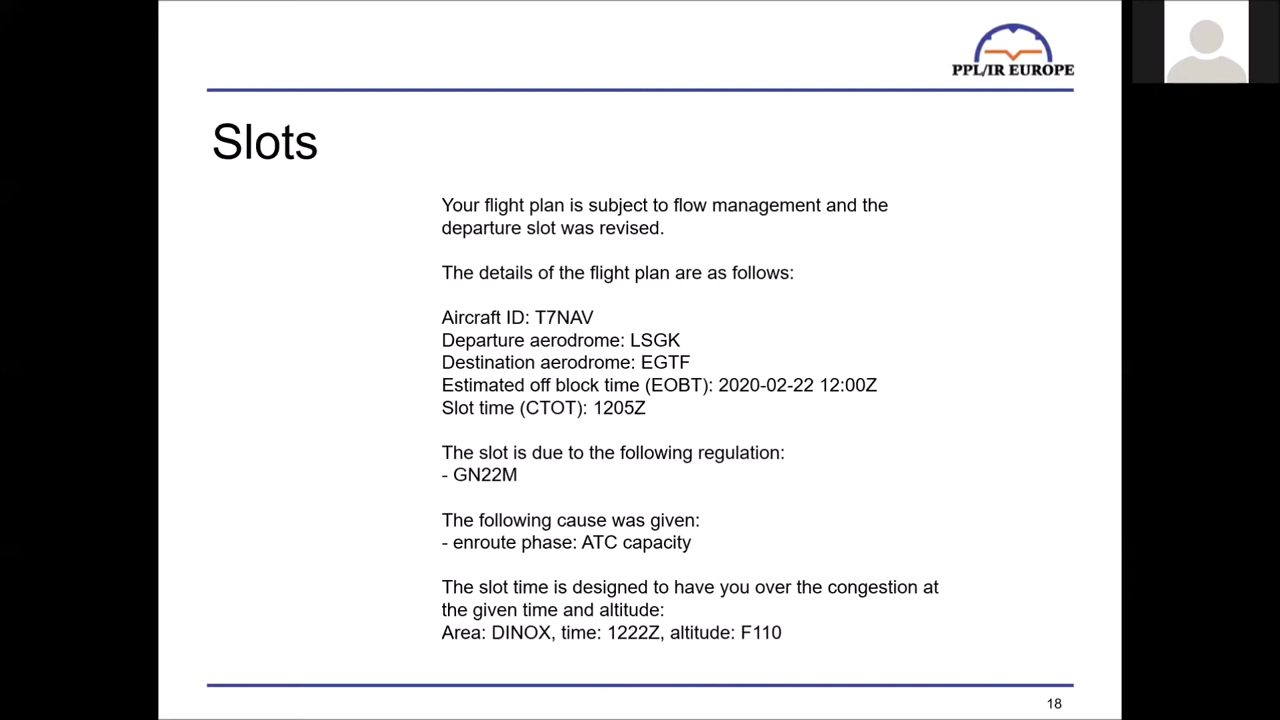 PPL/IR EUROPE
Slots
Your flight plan is subject to flow management and the
departure slot was revised.
The details of the flight plan are as follows:
Aircraft ID: T7NAV
Departure aerodrome: LSGK
Destination aerodrome: EGTF
Estimated off block time (EOBT): 2020-02-22 12:00Z
Slot time (CTOT): 1205Z
The slot is due to the following regulation:
- GN22M
The following cause was given:
- enroute phase: ATC capacity
The slot time is designed to have you over the congestion at
the given time and altitude:
Area: DINOX, time: 1222Z, altitude: F110
18